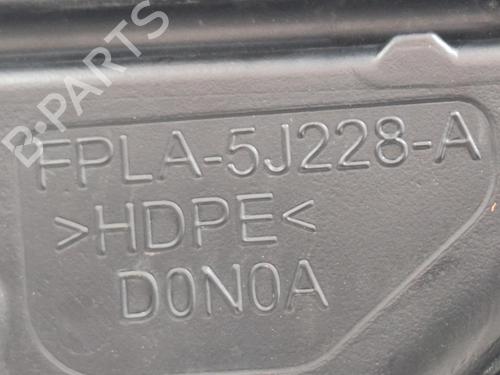 B-PARTS
FPLA-5J228-A
>HDPE<
D0N0A